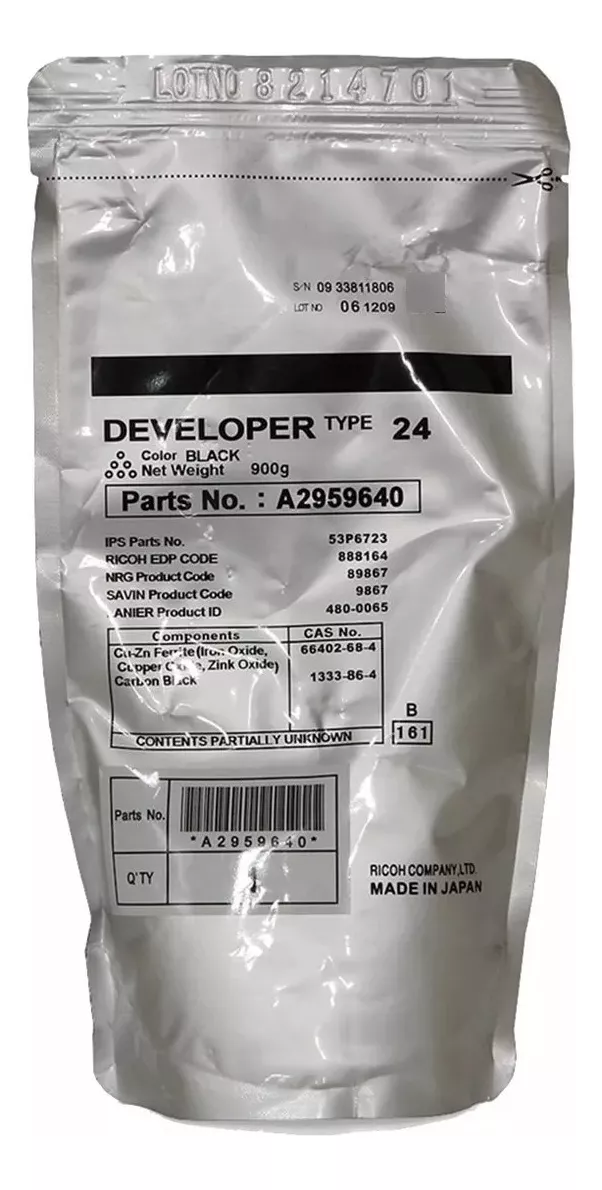 LOTNO 8214701
S/N 09 33811806
LOT NO 061209
DEVELOPER TYPE 24
Color BLACK
Net Weight 900g
Parts No. : A2959640
IPS Parts No. 53P6723
RICOH EDP CODE 888164
NRG Product Code 89867
SAVIN Product Code 9867
ANIER Product ID 480-0065
Components CAS No.
Cu-Zn Ferrite (Iron Oxide, 66402-68-4
Cupper Oxide, Zink Oxide)
Carbon Black 1333-86-4
CONTENTS PARTIALLY UNKNOWN
B
161
Parts No.
*A2959640*
Q'TY 1
RICOH COMPANY,LTD.
MADE IN JAPAN